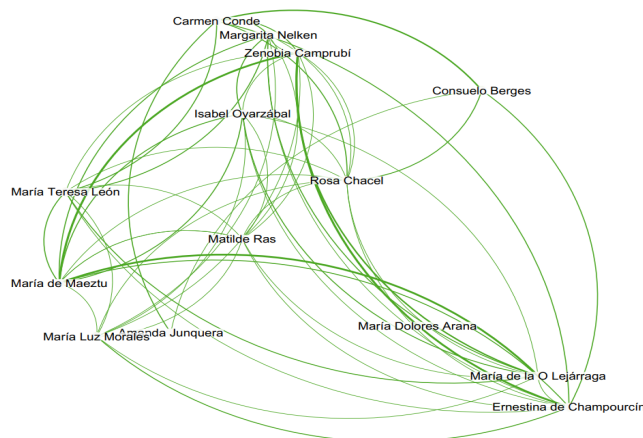 Carmen Conde
Margarita Nelken
Zenobia Camprubí
Consuelo Berges
Isabel Oyarzábal
María Teresa León
Rosa Chacel
Matilde Ras
María de Maeztu
María Dolores Arana
María Luz Morales
Amanda Junquera
María de la O Lejárraga
Ernestina de Champourcín